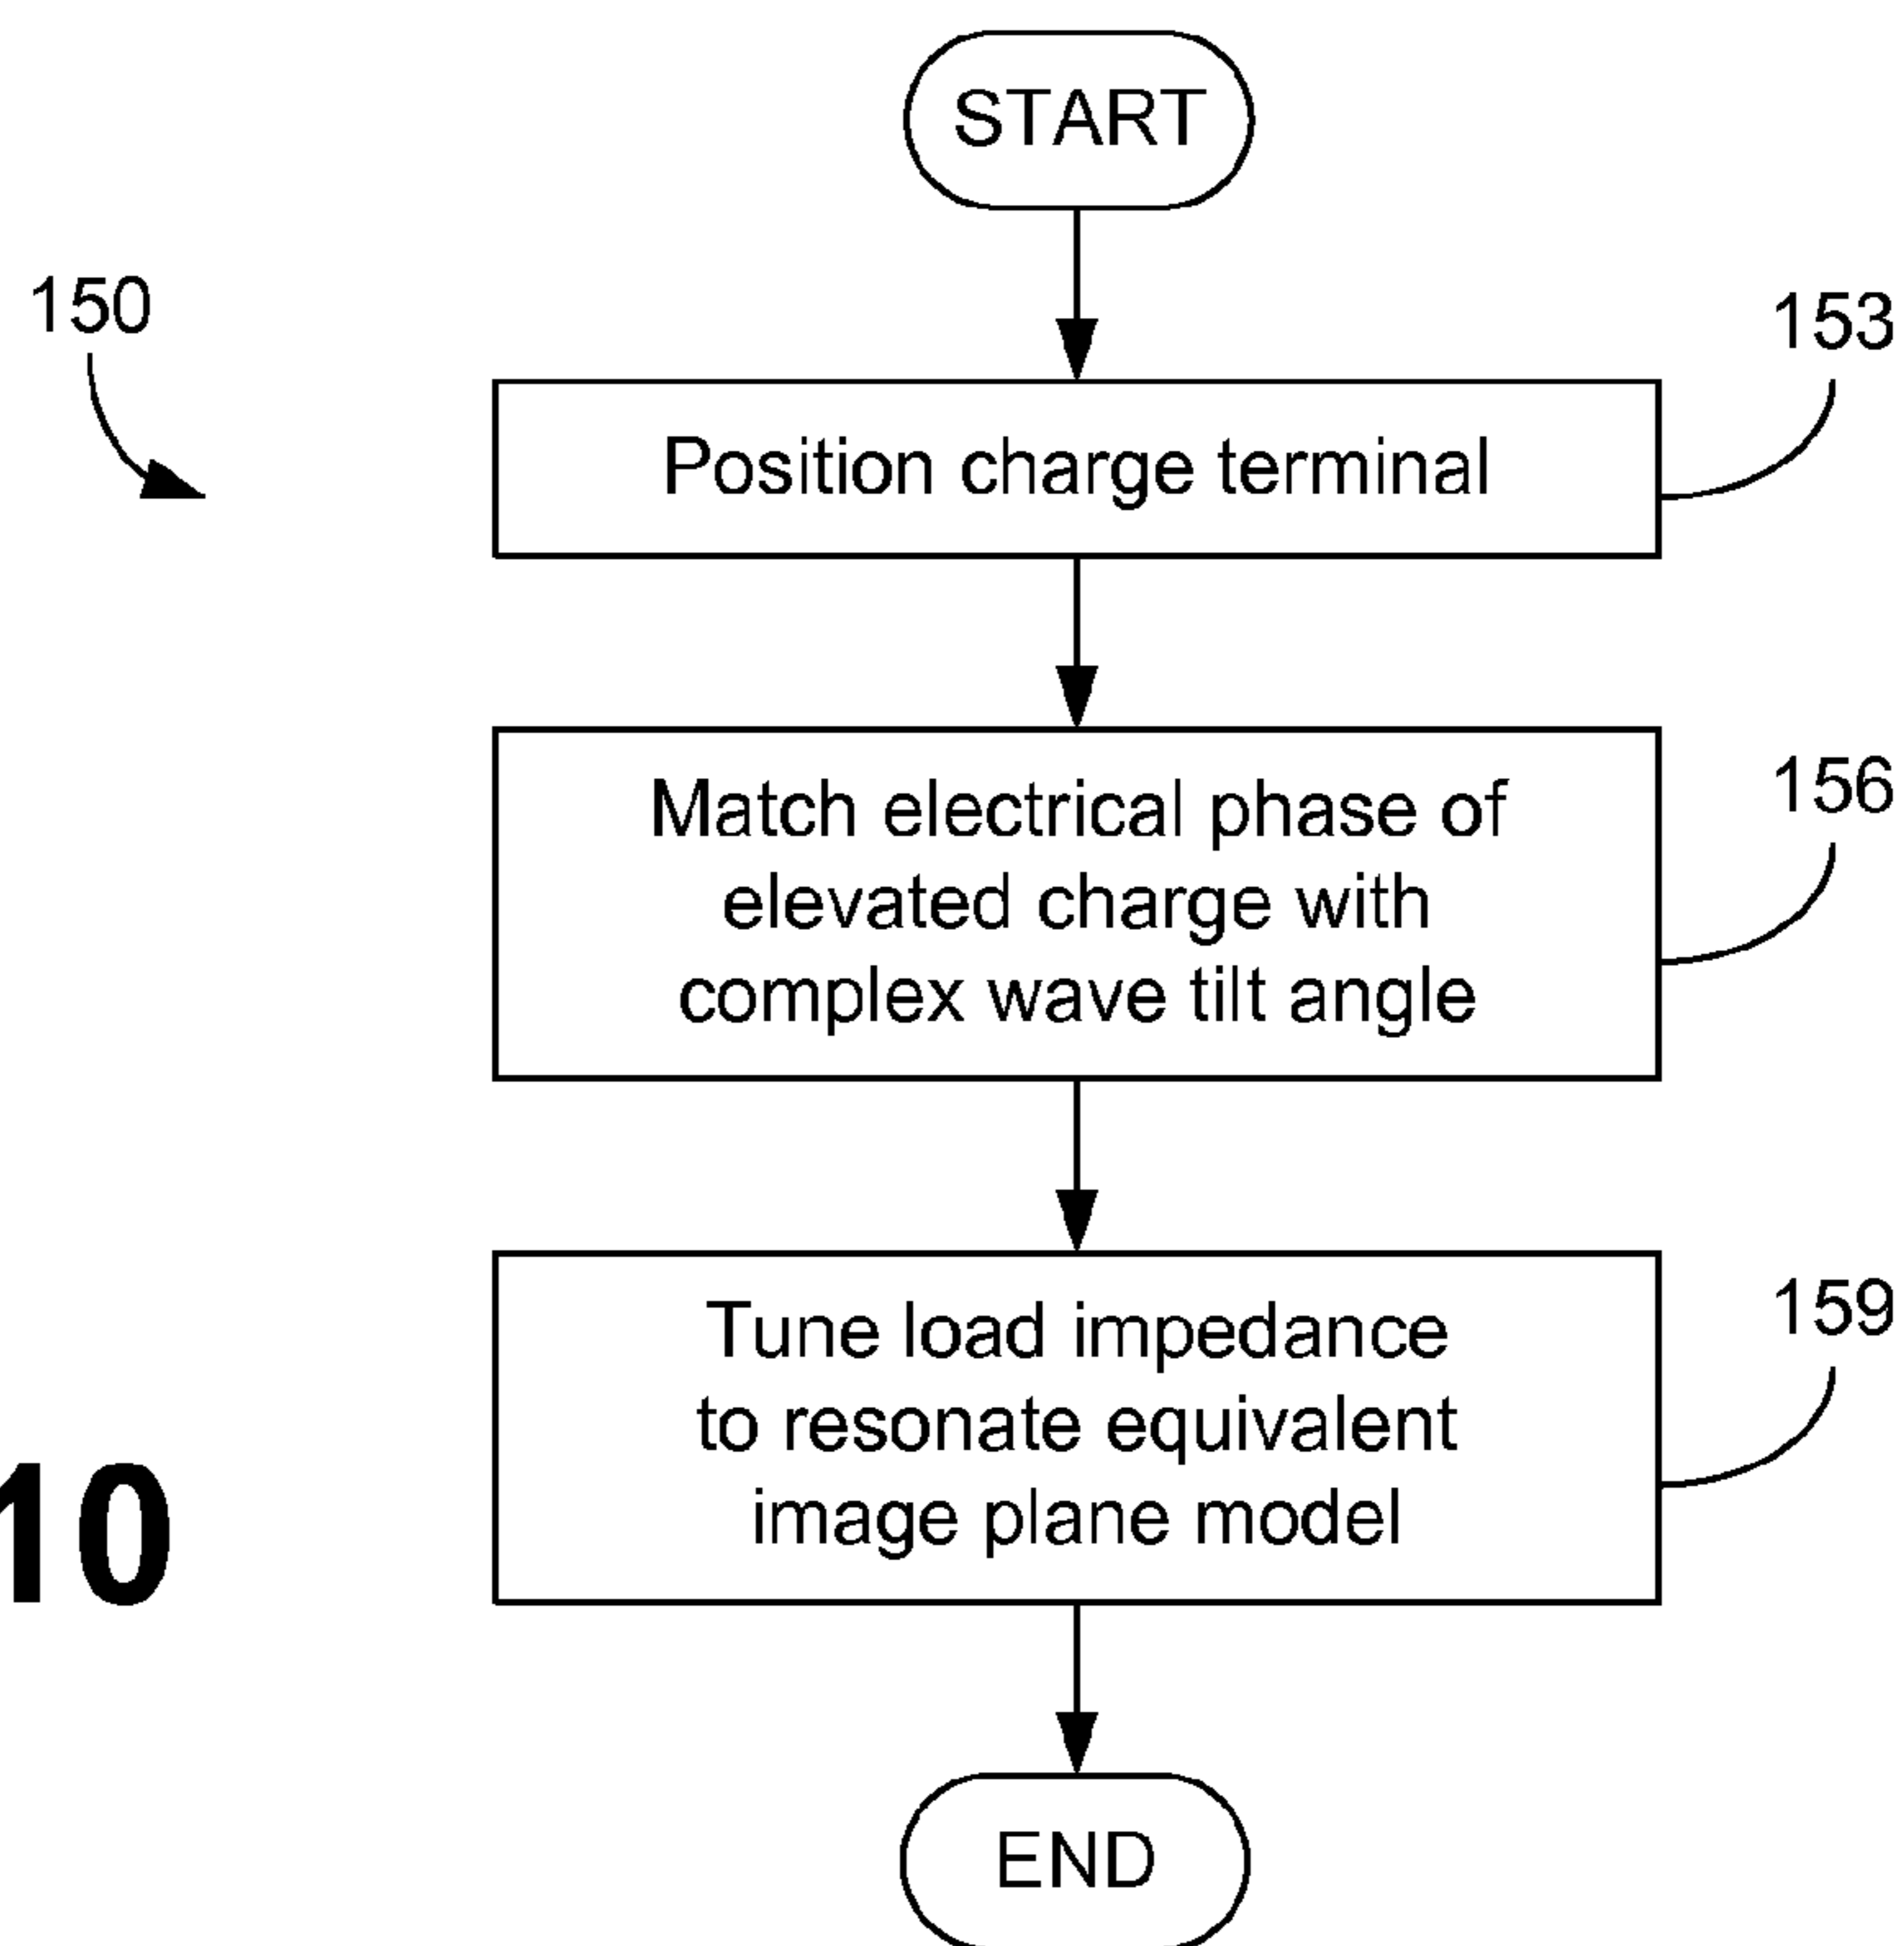 START
150
153
Position charge terminal
156
Match electrical phase of
elevated charge with
complex wave tilt angle
159
Tune load impedance
to resonate equivalent
image plane model
10
END